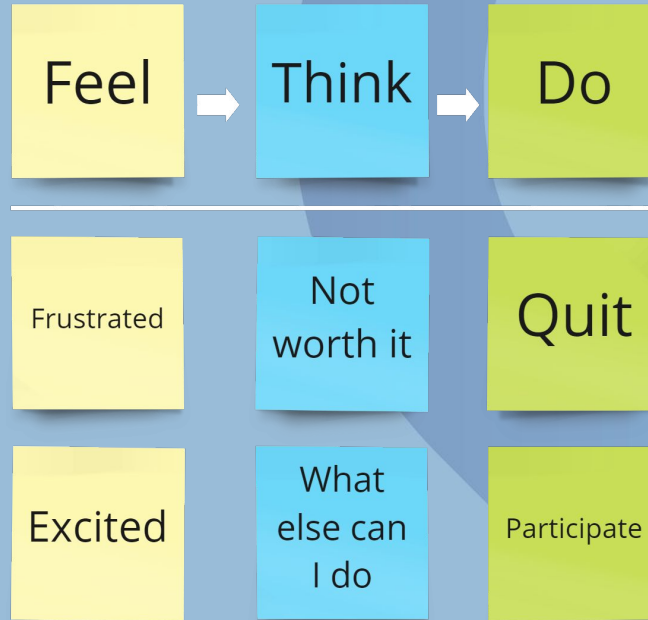 Feel
Think
Do
Frustrated
Not
worth it
Quit
Excited
What
else can
I do
Participate